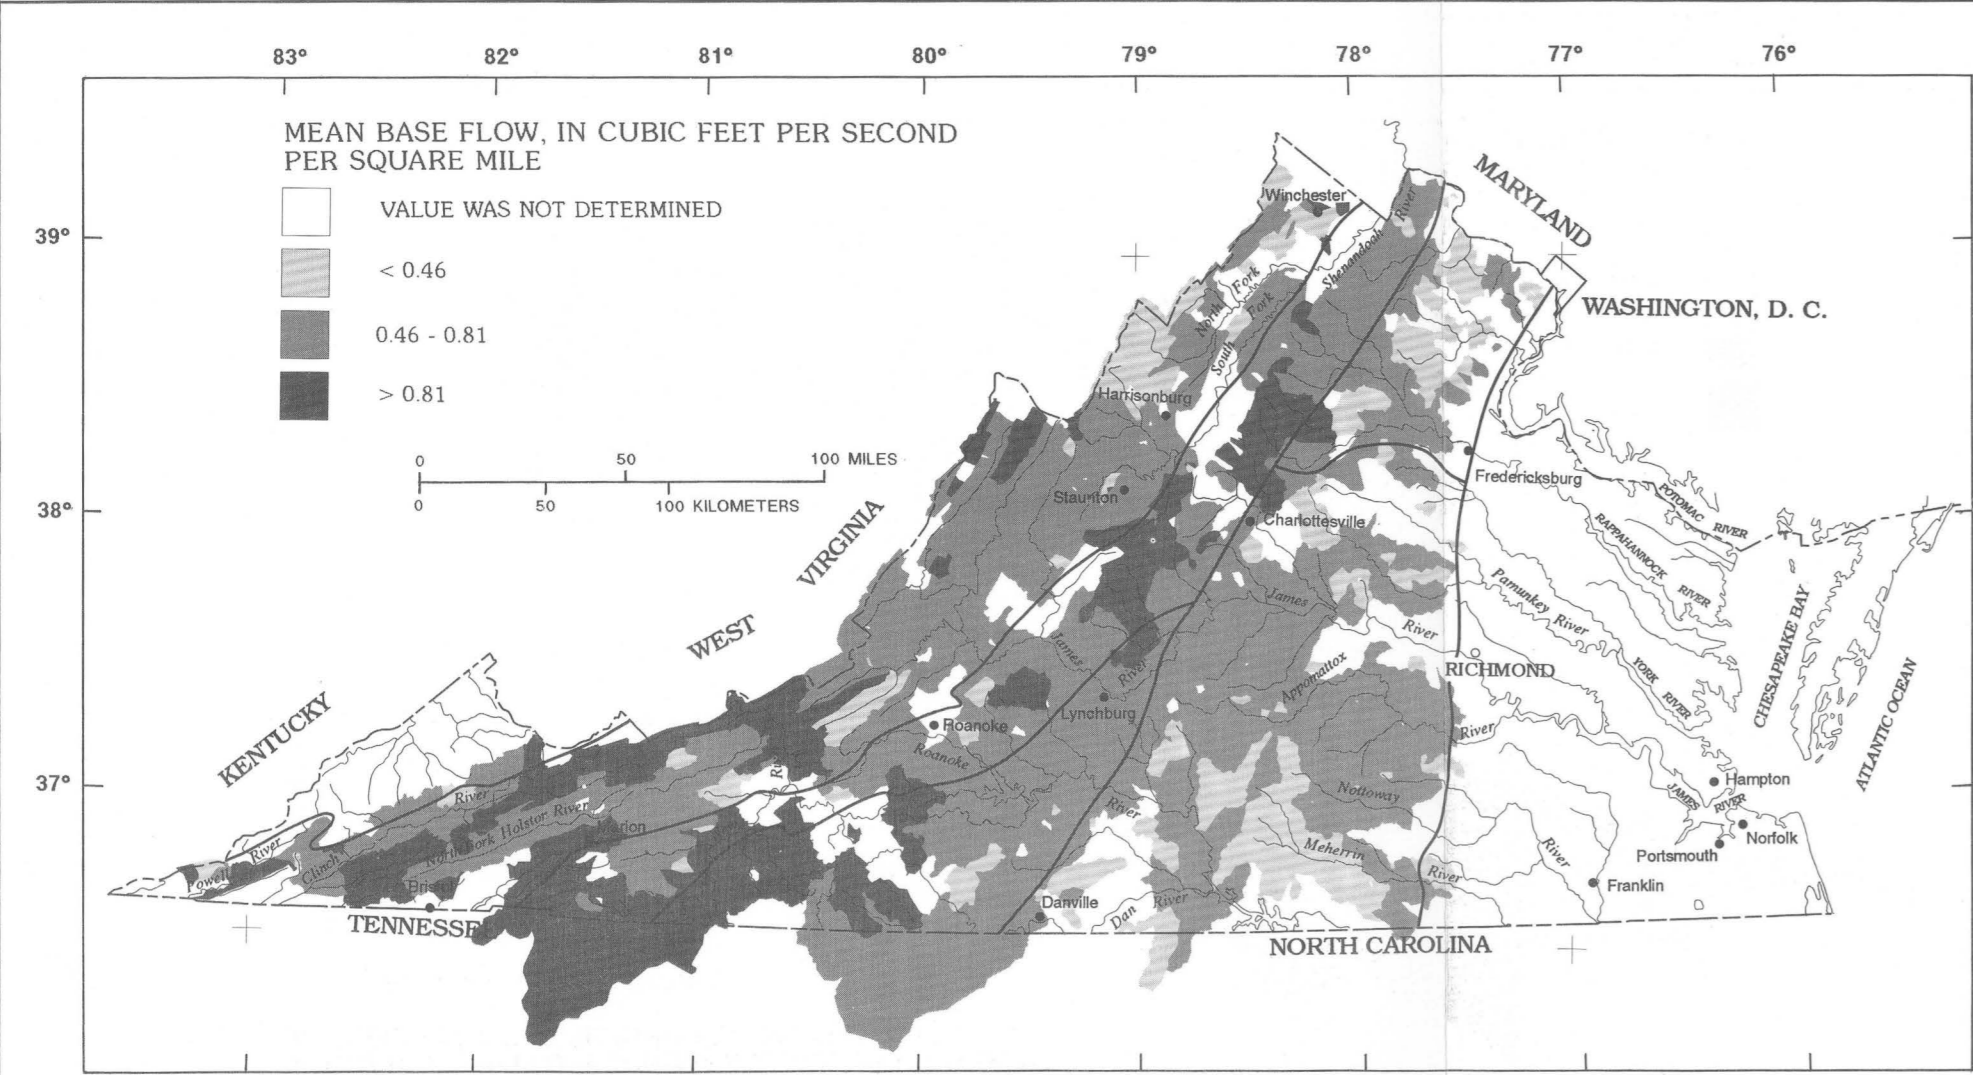 83° 82° 81° 80° 79° 78° 77° 76°
MEAN BASE FLOW, IN CUBIC FEET PER SECOND
PER SQUARE MILE
VALUE WAS NOT DETERMINED
< 0.46
0.46 - 0.81
> 0.81
0 50 100 MILES
0 50 100 KILOMETERS
39°
38°
37°
MARYLAND
WASHINGTON, D. C.
WEST VIRGINIA
KENTUCKY
TENNESSE
NORTH CAROLINA
Winchester
River
Shenandoah
North Fork
South Fork
Harrisonburg
Staunton
Charlottesville
Fredericksburg
POTOMAC RIVER
RAPPAHANNOCK RIVER
Pamunkey River
YORK RIVER
CHESAPEAKE BAY
ATLANTIC OCEAN
James River
James River
RICHMOND
Appomattox River
Lynchburg
Roanoke
Roanoke River
Nottoway River
Meherrin River
Hampton
JAMES RIVER
Norfolk
Portsmouth
Franklin
Danville
Dan River
River
Marion
North Fork Holston River
Clinch River
Powell River
Bristol